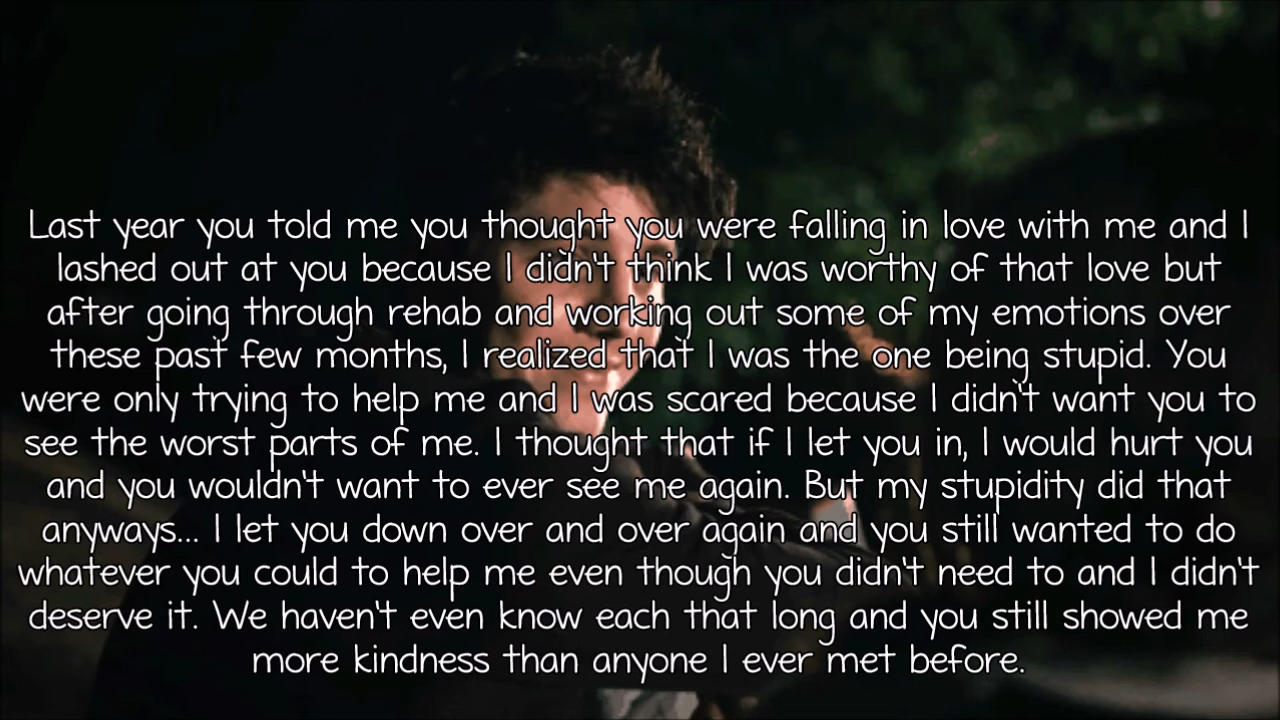 Last year you told me you thought you were falling in love with me and I
lashed out at you because I didn't think I was worthy of that love but
after going through rehab and working out some of my emotions over
these past few months, I realized that I was the one being stupid. You
were only trying to help me and I was scared because I didn't want you to
see the worst parts of me. I thought that if I let you in, I would hurt you
and you wouldn't want to ever see me again. But my stupidity did that
anyways... I let you down over and over again and you still wanted to do
whatever you could to help me even though you didn't need to and I didn't
deserve it. We haven't even know each that long and you still showed me
more kindness than anyone I ever met before.